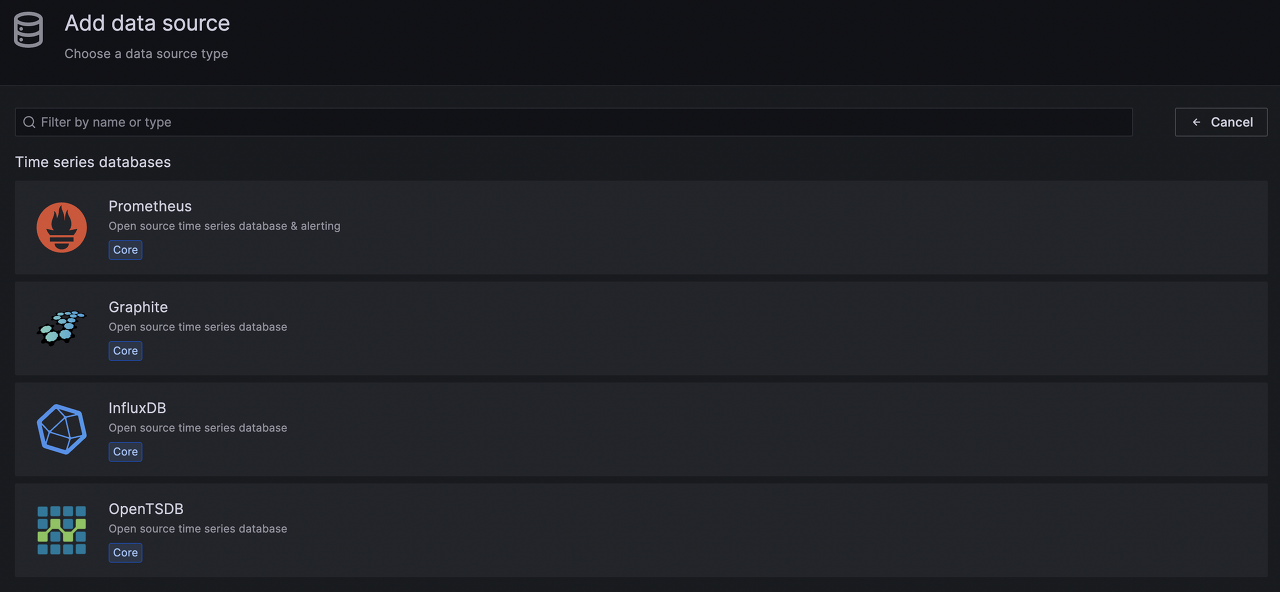 Add data source
Choose a data source type
Filter by name or type
Cancel
Time series databases
Prometheus
Open source time series database & alerting
Core
Graphite
Open source time series database
Core
InfluxDB
Open source time series database
Core
OpenTSDB
Open source time series database
Core